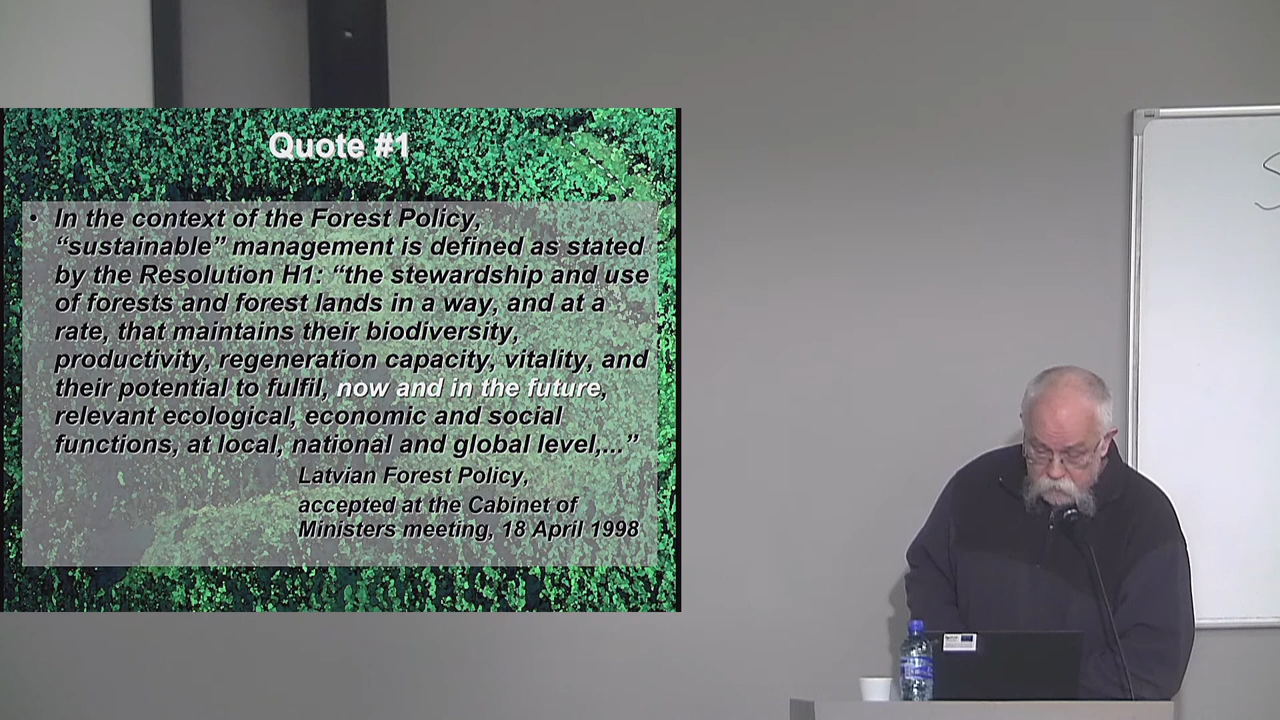 Quote #1
• In the context of the Forest Policy,
“sustainable” management is defined as stated
by the Resolution H1: “the stewardship and use
of forests and forest lands in a way, and at a
rate, that maintains their biodiversity,
productivity, regeneration capacity, vitality, and
their potential to fulfil, now and in the future,
relevant ecological, economic and social
functions, at local, national and global level,...”
Latvian Forest Policy,
accepted at the Cabinet of
Ministers meeting, 18 April 1998